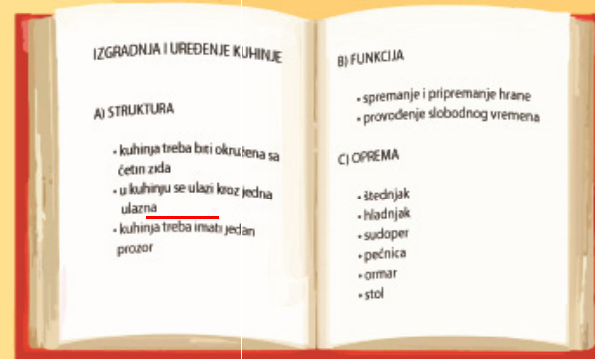 IZGRADNJA I UREĐENJE KUHINJE
A) STRUKTURA
• kuhinja treba biti okružena sa
četiri zida
• u kuhinju se ulazi kroz jedna
ulazna
• kuhinja treba imati jedan
prozor
B) FUNKCIJA
• spremanje i pripremanje hrane
• provođenje slobodnog vremena
C) OPREMA
• štednjak
• hladnjak
• sudoper
• pećnica
• ormar
• stol